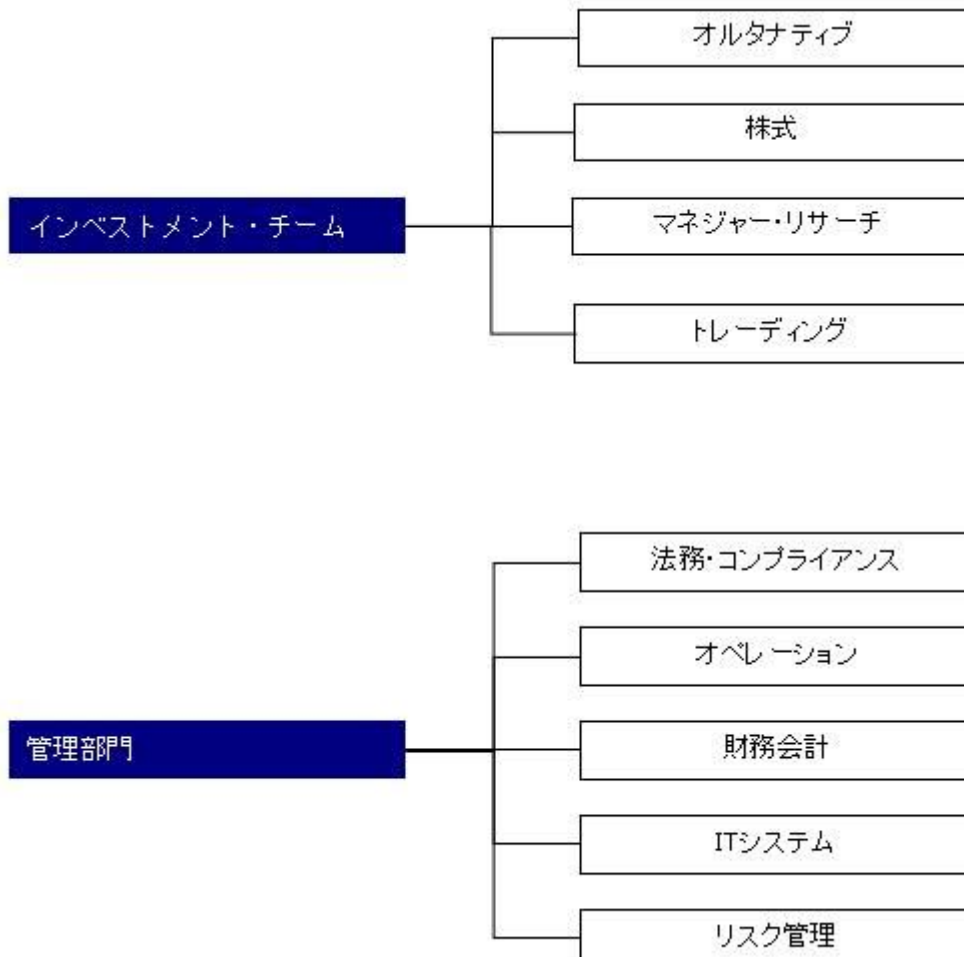 オルタナティブ
株式
インベストメント・チーム
マネジャー・リサーチ
トレーディング
法務・コンプライアンス
オペレーション
管理部門
財務会計
ITシステム
リスク管理